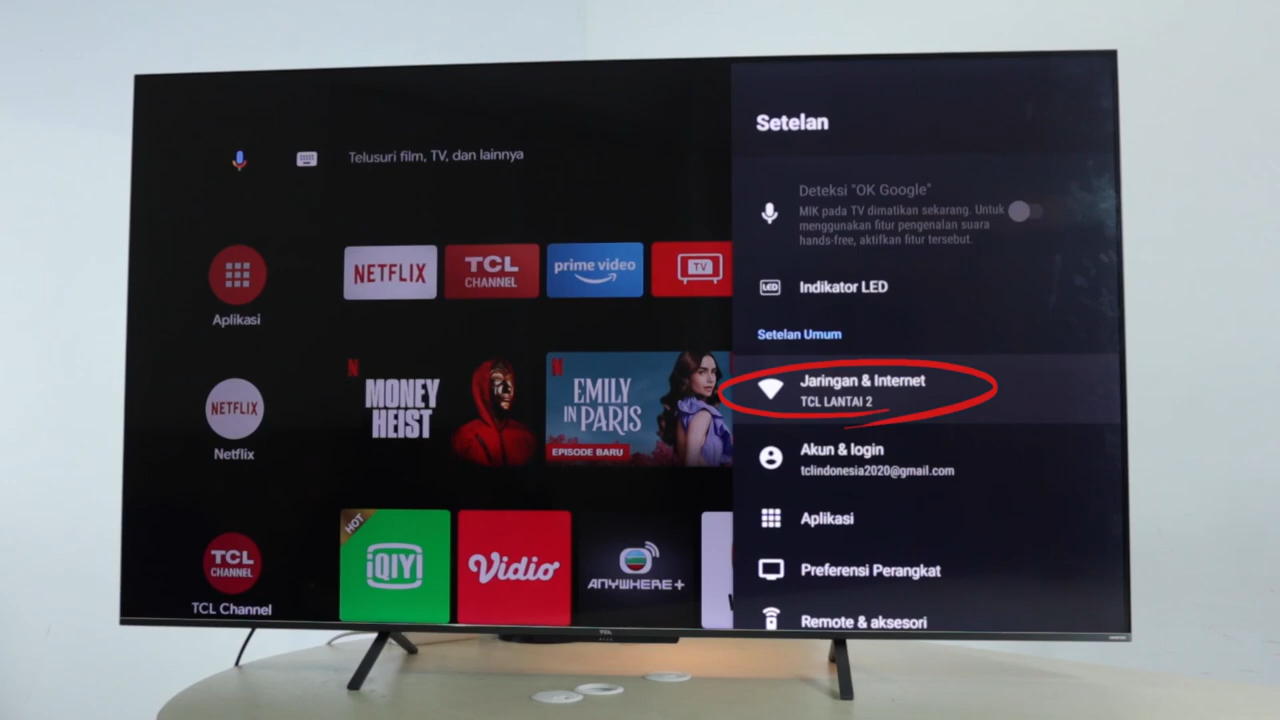 Telusuri film, TV, dan lainnya
Aplikasi
NETFLIX
TCL
CHANNEL
prime video
TV
NETFLIX
Netflix
N
MONEY
HEIST
N
EMILY
IN PARIS
EPISODE BARU
TCL
CHANNEL
TCL Channel
HOT
iQIYI
Vidio
ANYWHERE+
Setelan
Deteksi "OK Google"
MIK pada TV dimatikan sekarang. Untuk
menggunakan fitur pengenalan suara
hands-free, aktifkan fitur tersebut.
LED
Indikator LED
Setelan Umum
Jaringan & Internet
TCL LANTAI 2
Akun & login
tclindonesia2020@gmail.com
Aplikasi
Preferensi Perangkat
Remote & aksesori
TCL